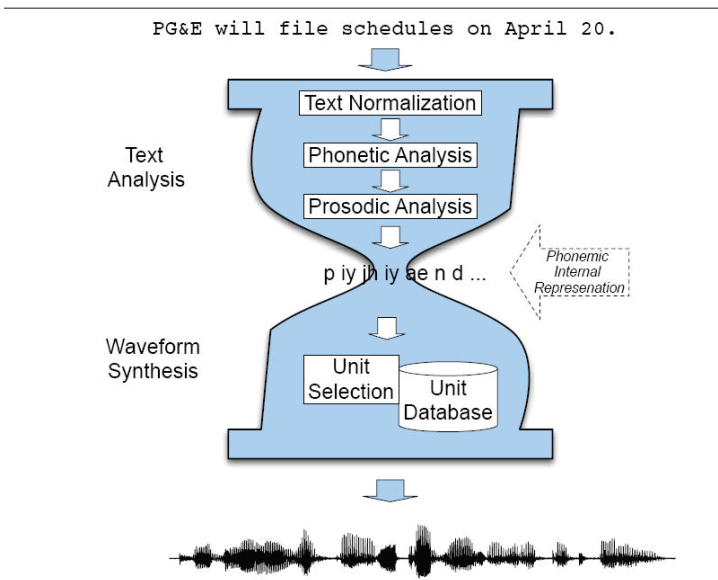 PG&E will file schedules on April 20.
Text Normalization
Text
Analysis
Phonetic Analysis
Prosodic Analysis
p iy jh iy ae n d ...
Phonemic
Internal
Represenation
Waveform
Synthesis
Unit
Selection
Unit
Database